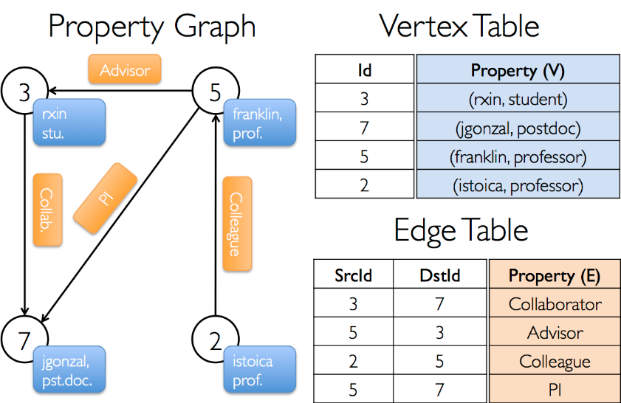 Property Graph
Advisor
3
5
rxin
stu.
franklin,
prof.
Collab.
PI
Colleague
7
2
jgonzal,
pst.doc.
istoica
prof.
Vertex Table
Id Property (V)
3 (rxin, student)
7 (jgonzal, postdoc)
5 (franklin, professor)
2 (istoica, professor)
Edge Table
SrcId DstId Property (E)
3 7 Collaborator
5 3 Advisor
2 5 Colleague
5 7 PI